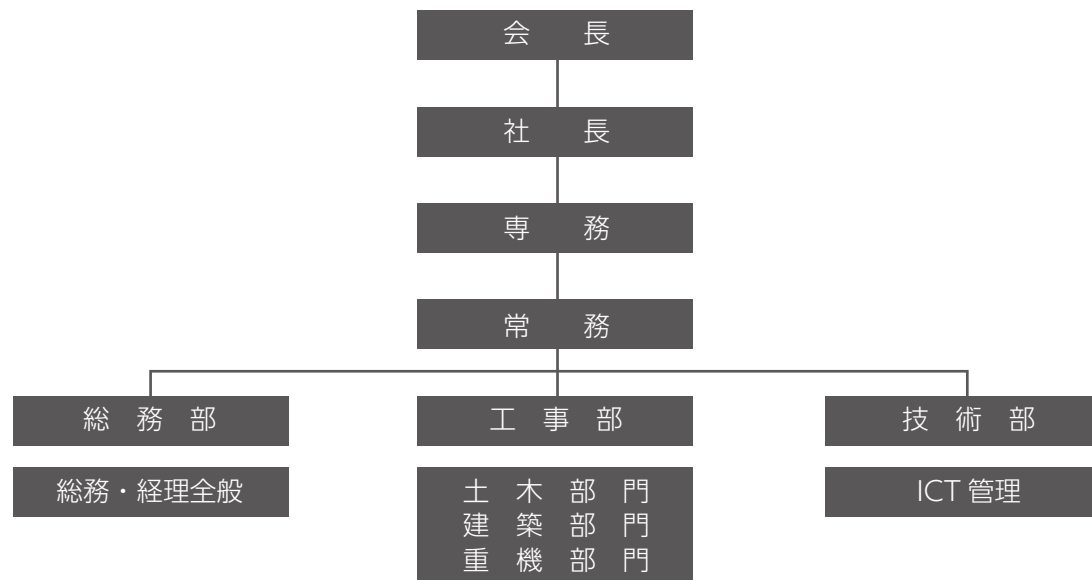 会　長
社　長
専　務
常　務
総　務　部
工　事　部
技　術　部
総務・経理全般
土　木　部　門
建　築　部　門
重　機　部　門
ICT 管理